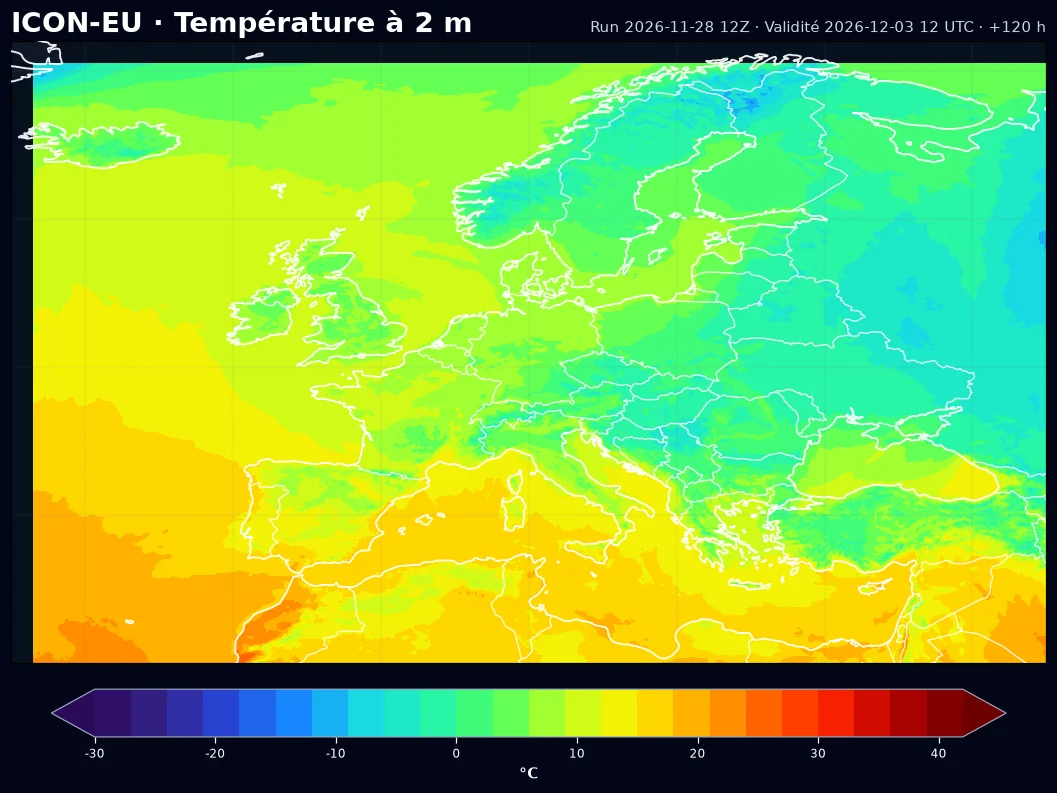 ICON-EU · Température à 2 m
Run 2026-11-28 12Z · Validité 2026-12-03 12 UTC · +120 h
-30 -20 -10 0 10 20 30 40
°C